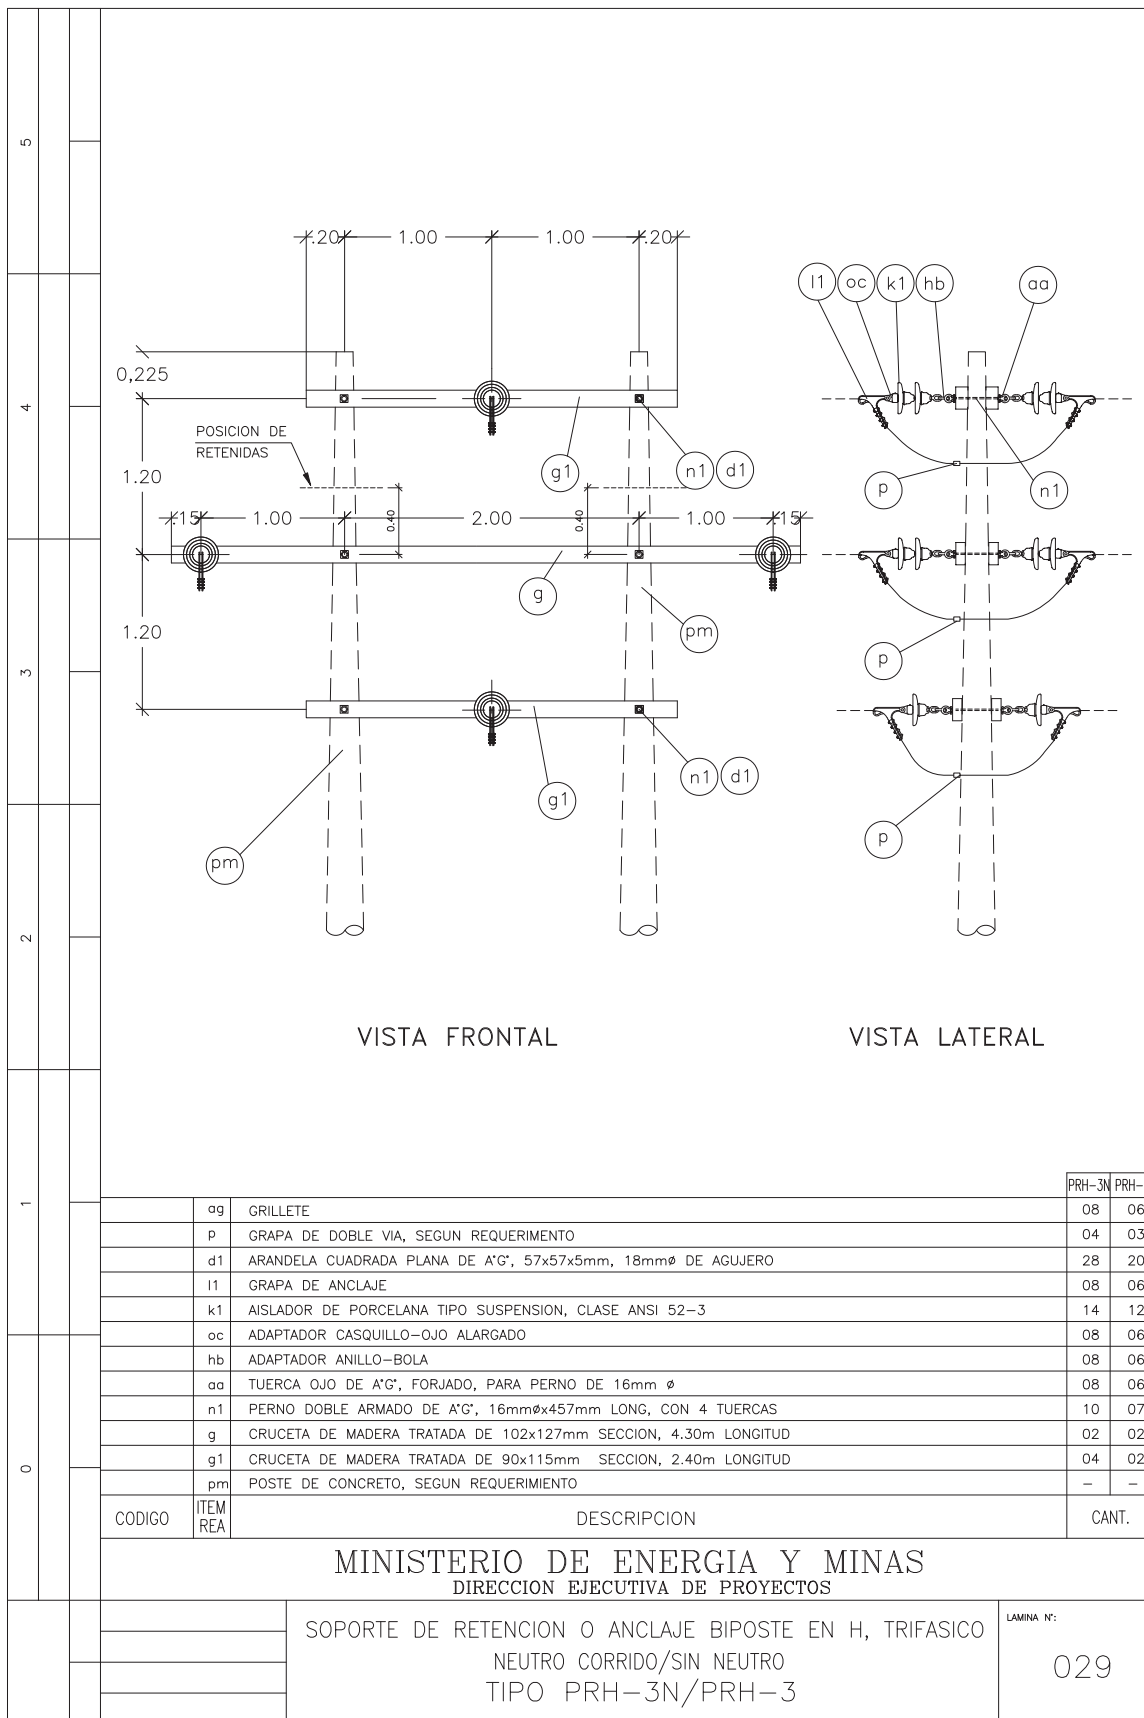 5
4
3
2
1
0
.20
1.00
1.00
.20
0,225
1.20
1.20
POSICION DE
RETENIDAS
.15
1.00
2.00
1.00
.15
0.40
0.40
g1
n1
d1
g
pm
n1
d1
g1
pm
l1
oc
k1
hb
aa
p
n1
p
p
VISTA FRONTAL
VISTA LATERAL
PRH-3N PRH-
ag GRILLETE 08 06
p GRAPA DE DOBLE VIA, SEGUN REQUERIMENTO 04 03
d1 ARANDELA CUADRADA PLANA DE A°G°, 57x57x5mm, 18mmø DE AGUJERO 28 20
l1 GRAPA DE ANCLAJE 08 06
k1 AISLADOR DE PORCELANA TIPO SUSPENSION, CLASE ANSI 52-3 14 12
oc ADAPTADOR CASQUILLO-OJO ALARGADO 08 06
hb ADAPTADOR ANILLO-BOLA 08 06
aa TUERCA OJO DE A°G°, FORJADO, PARA PERNO DE 16mm ø 08 06
n1 PERNO DOBLE ARMADO DE A°G°, 16mmøx457mm LONG, CON 4 TUERCAS 10 07
g CRUCETA DE MADERA TRATADA DE 102x127mm SECCION, 4.30m LONGITUD 02 02
g1 CRUCETA DE MADERA TRATADA DE 90x115mm SECCION, 2.40m LONGITUD 04 02
pm POSTE DE CONCRETO, SEGUN REQUERIMIENTO - -
CODIGO ITEM REA DESCRIPCION CANT.
MINISTERIO DE ENERGIA Y MINAS
DIRECCION EJECUTIVA DE PROYECTOS
SOPORTE DE RETENCION O ANCLAJE BIPOSTE EN H, TRIFASICO
NEUTRO CORRIDO/SIN NEUTRO
TIPO PRH-3N/PRH-3
LAMINA N°:
029